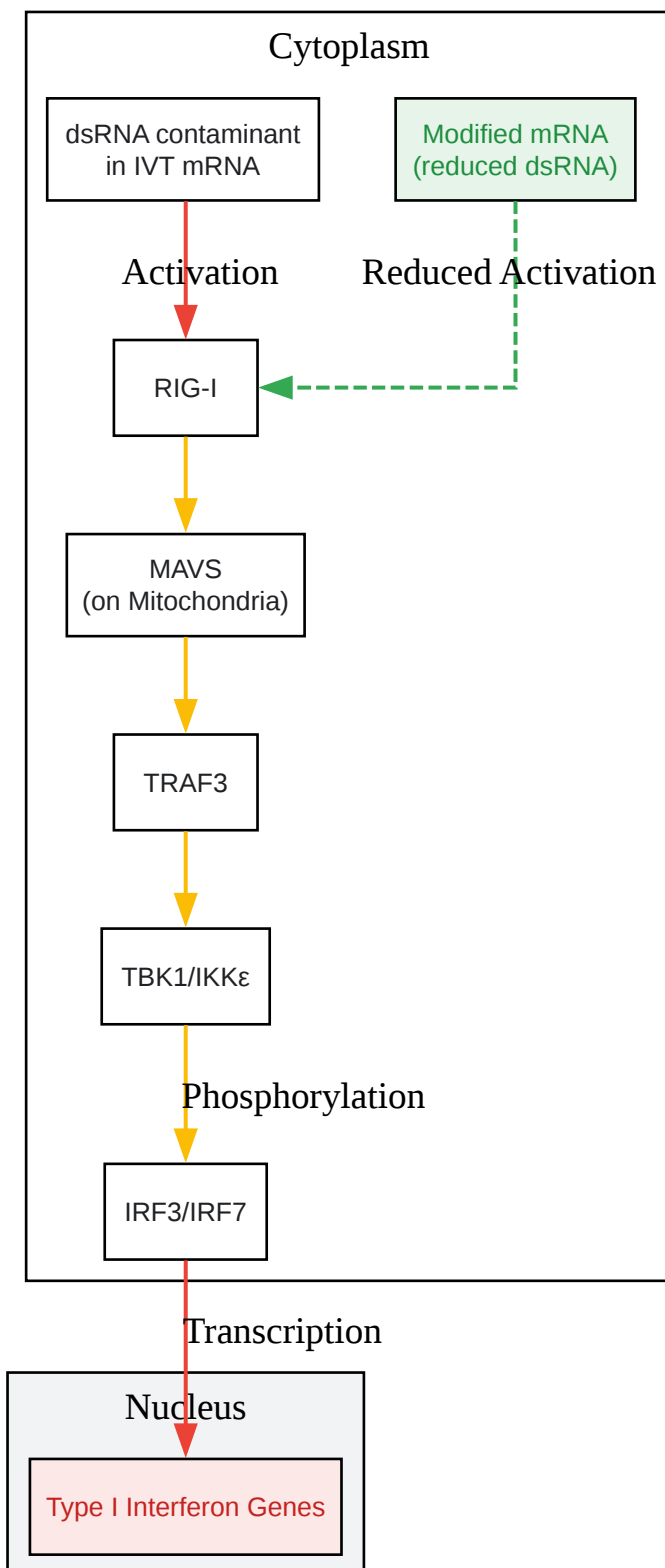 Cytoplasm
dsRNA contaminant
in IVT mRNA
Modified mRNA
(reduced dsRNA)
Activation
Reduced Activation
RIG-I
MAVS
(on Mitochondria)
TRAF3
TBK1/IKKε
Phosphorylation
IRF3/IRF7
Transcription
Nucleus
Type I Interferon Genes